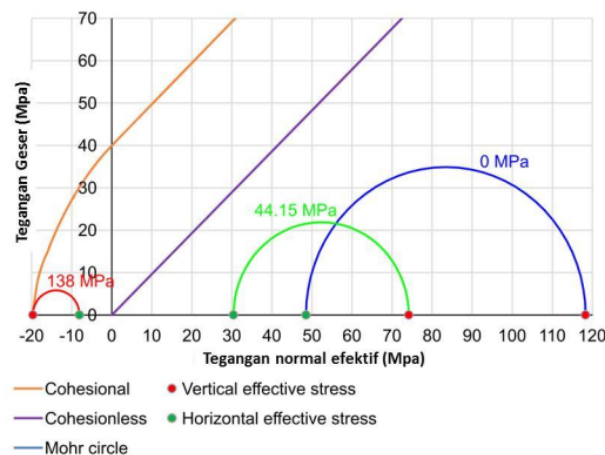 70
60
50
40
30
20
10
0
Tegangan Geser (Mpa)
0 MPa
44.15 MPa
138 MPa
-20 -10 0 10 20 30 40 50 60 70 80 90 100 110 120
Tegangan normal efektif (Mpa)
Cohesional
Vertical effective stress
Cohesionless
Horizontal effective stress
Mohr circle